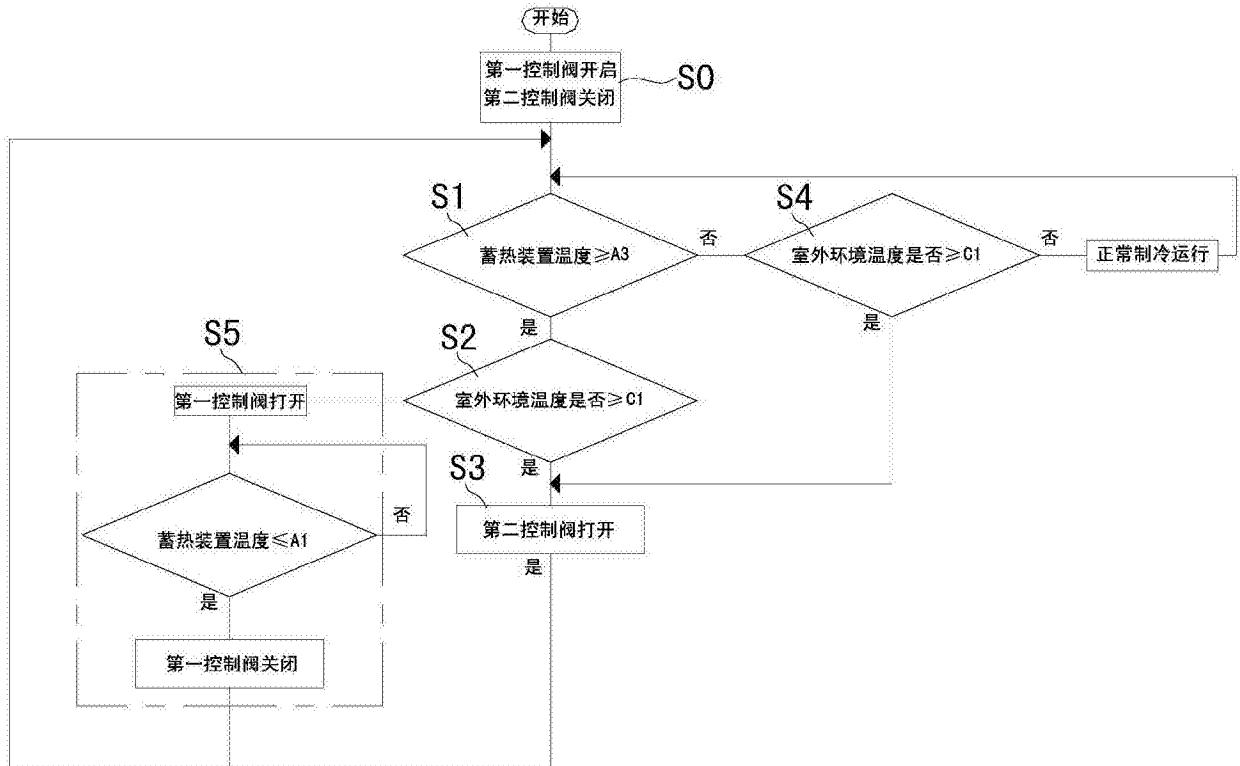 开始
第一控制阀开启
第二控制阀关闭
S0
S1
蓄热装置温度≥A3
否
是
S4
室外环境温度是否≥C1
否
是
正常制冷运行
S2
室外环境温度是否≥C1
是
S5
第一控制阀打开
蓄热装置温度≤A1
否
是
第一控制阀关闭
S3
第二控制阀打开
是